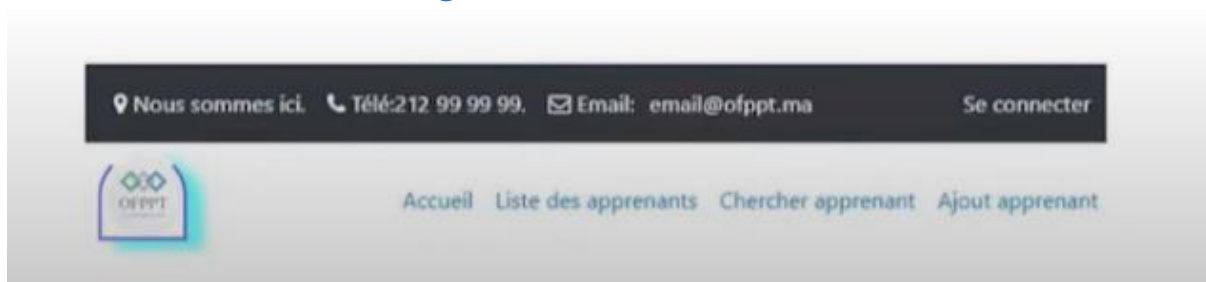 Nous sommes ici. Télé:212 99 99 99. Email: email@ofppt.ma Se connecter
OFPPT
Accueil Liste des apprenants Chercher apprenant Ajout apprenant